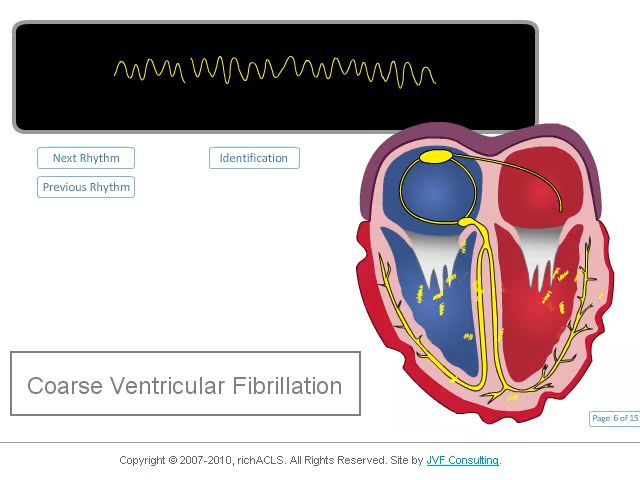 Next Rhythm
Identification
Previous Rhythm
Coarse Ventricular Fibrillation
Page 6 of 15
Copyright © 2007-2010, richACLS. All Rights Reserved. Site by JVF Consulting.